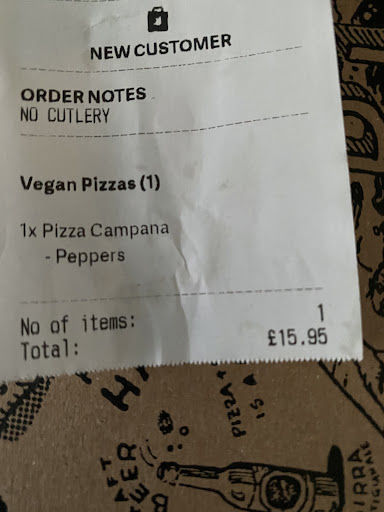 NEW CUSTOMER
ORDER NOTES
NO CUTLERY
Vegan Pizzas (1)
1x Pizza Campana
- Peppers
No of items: 1
Total: £15.95
PIZZA,
IS A
BIRRA